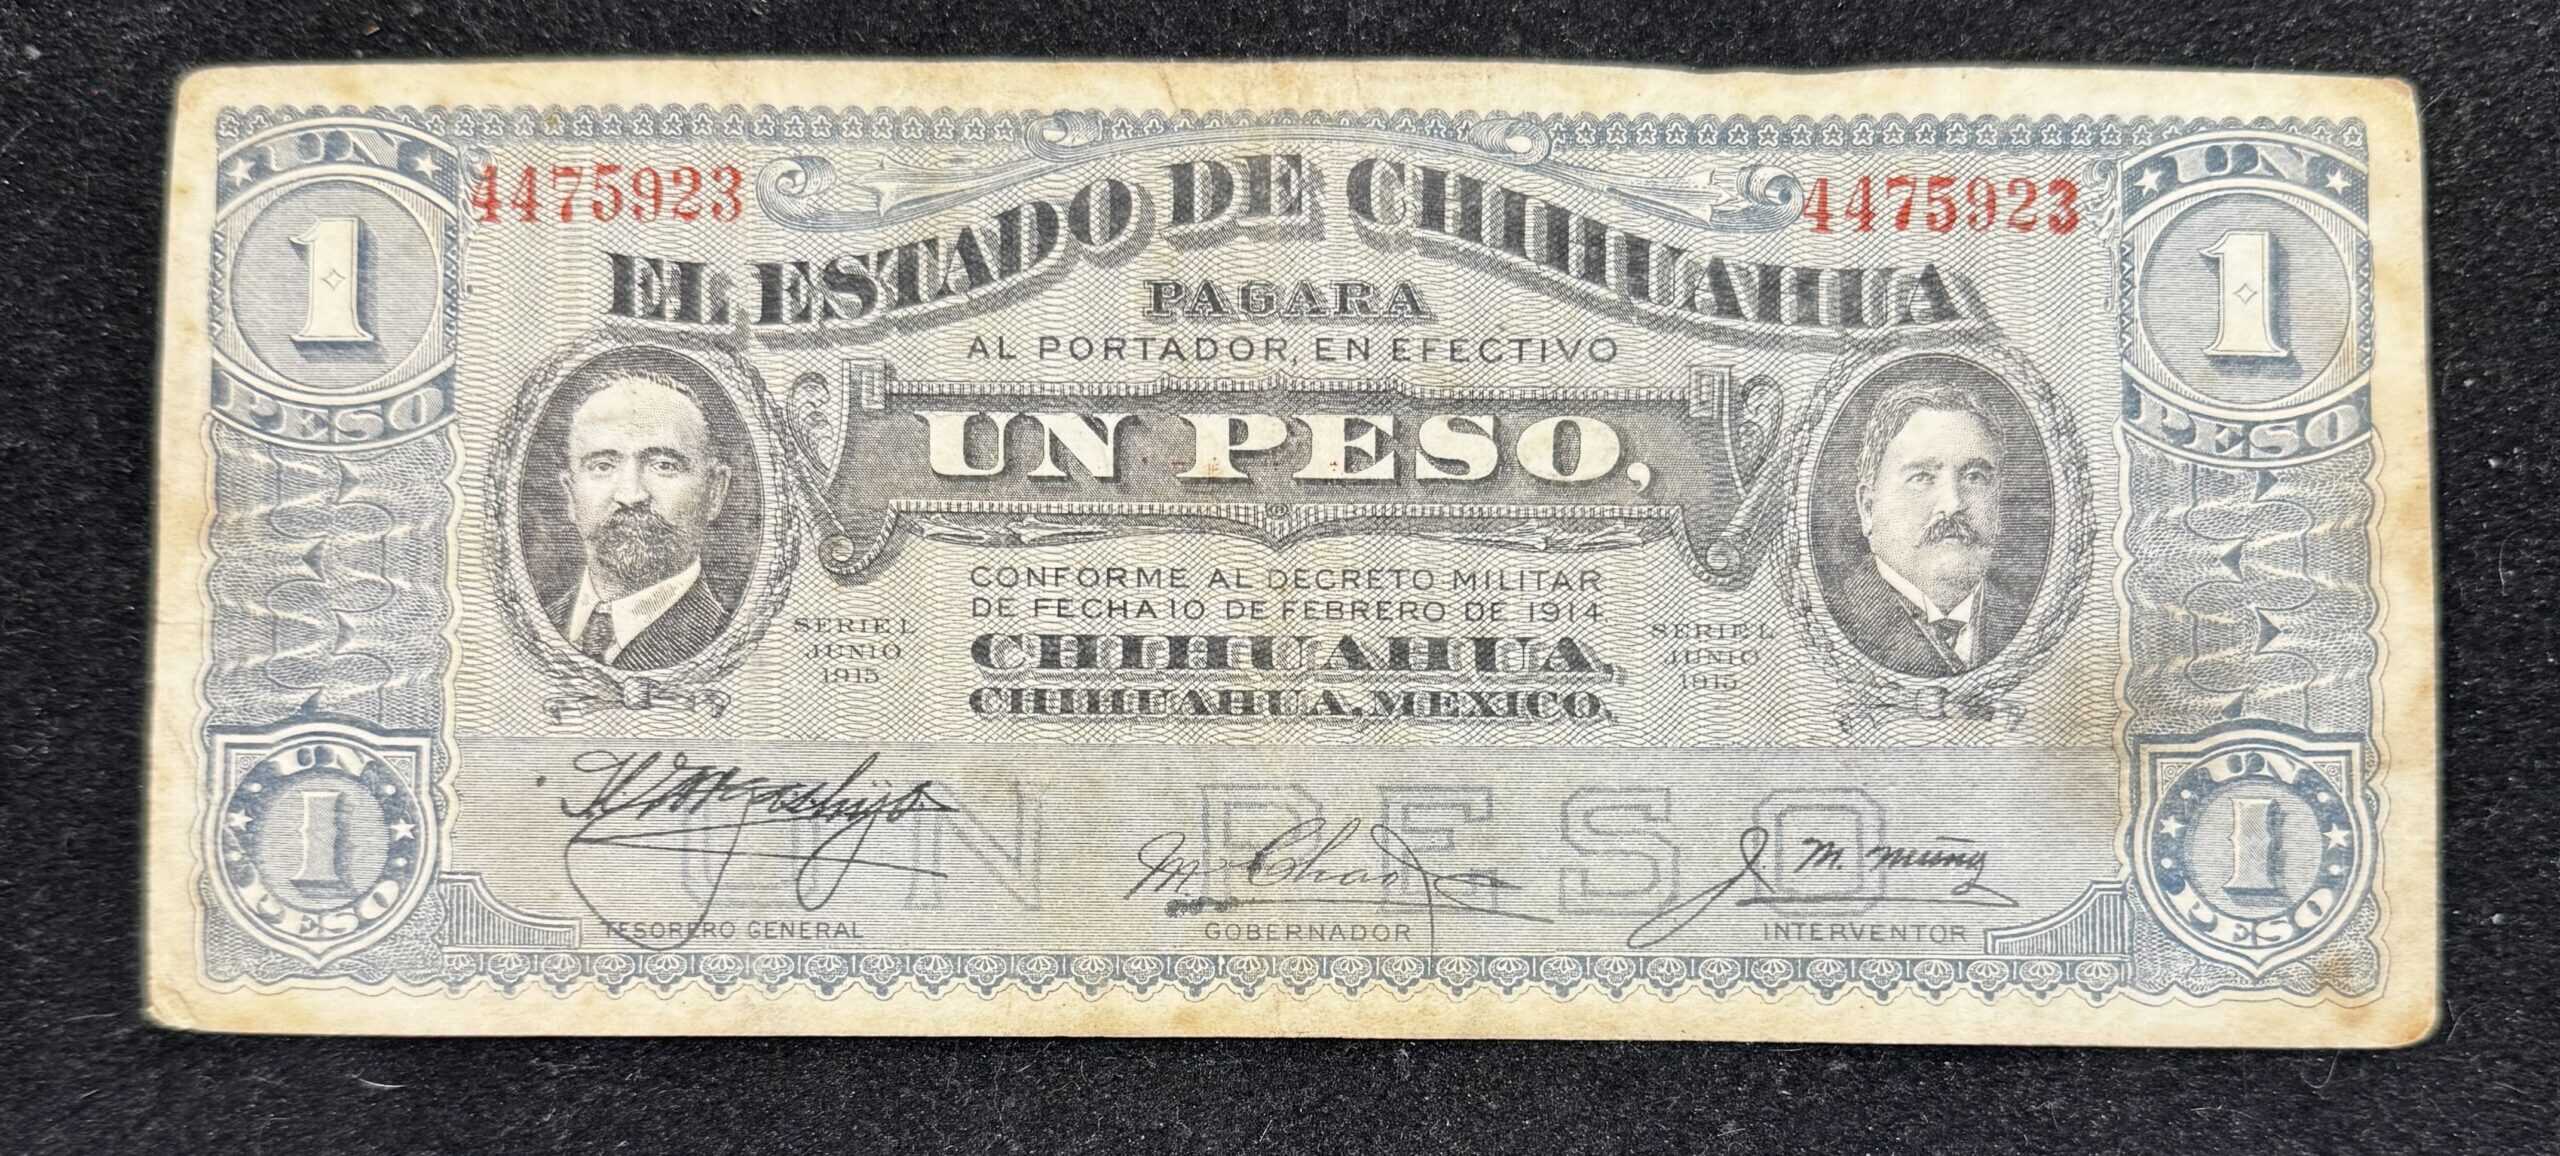 UN 1 PESO
4475923
4475923
UN 1 PESO
EL ESTADO DE CHIHUAHUA
PAGARA
AL PORTADOR, EN EFECTIVO
UN PESO,
CONFORME AL DECRETO MILITAR
DE FECHA 10 DE FEBRERO DE 1914
SERIE L
JUNIO
1915
CHIHUAHUA,
CHIHUAHUA, MEXICO,
SERIE L
JUNIO
1915
UN 1 PESO
UN PESO
M Chao
J. M. Muñiz
UN 1 PESO
TESORERO GENERAL
GOBERNADOR
INTERVENTOR